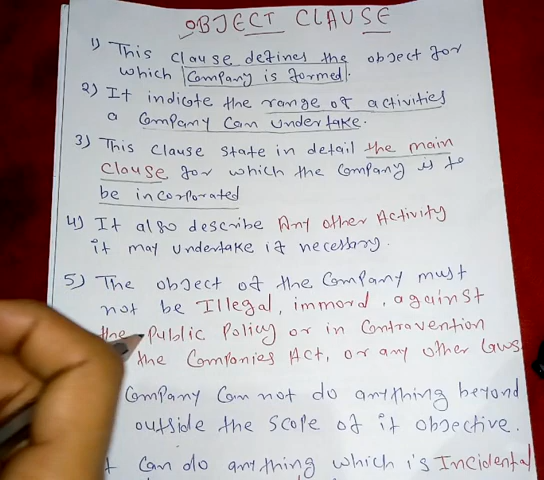 OBJECT CLAUSE
1) This clause defines the object for
which Company is formed.
2) It indicate the range of activities
a Company can undertake.
3) This clause state in detail the main
clause for which the Company is to
be incorporated
4) It also describe Any other Activity
it may undertake if necessary.
5) The object of the Company must
not be Illegal, immoral, against
the Public Policy or in Contravention
the Companies Act, or any other laws
Company Can not do anything beyond
outside the scope of it objective.
t can do anything which is Incidental